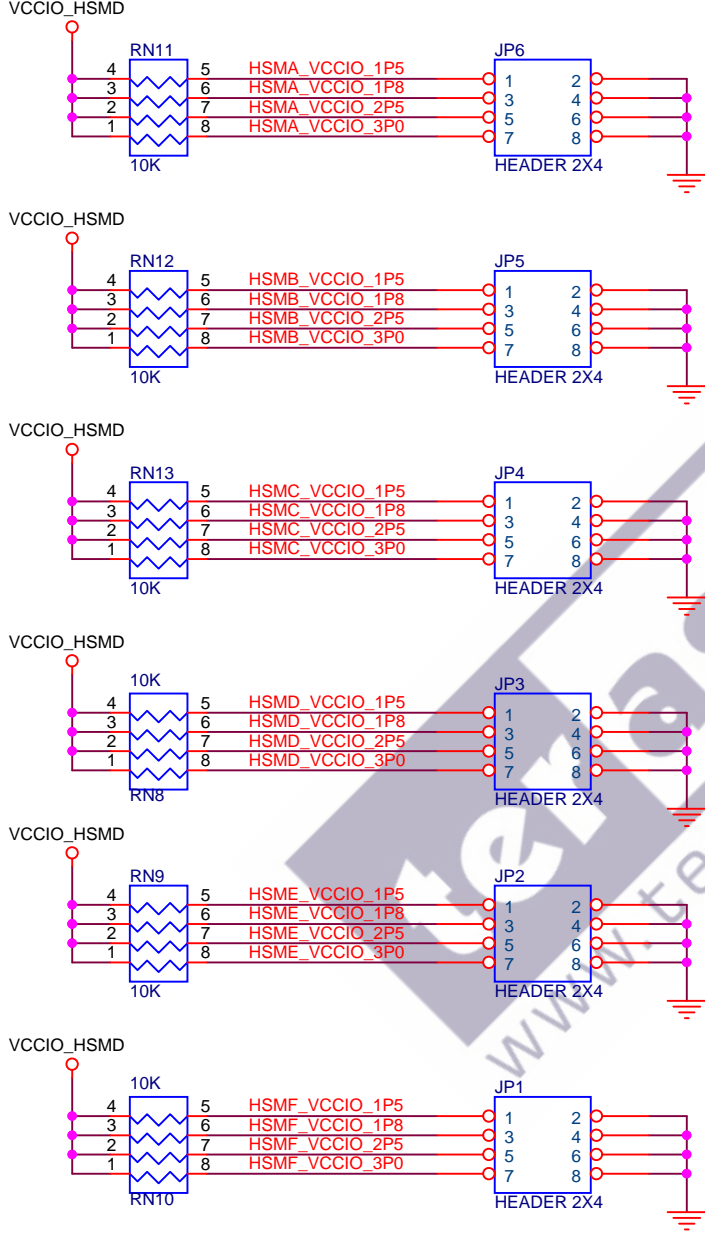 VCCIO_HSMD
RN11 JP6
4 5 HSMA_VCCIO_1P5 1 2
3 6 HSMA_VCCIO_1P8 3 4
2 7 HSMA_VCCIO_2P5 5 6
1 8 HSMA_VCCIO_3P0 7 8
10K HEADER 2X4
VCCIO_HSMD
RN12 JP5
4 5 HSMB_VCCIO_1P5 1 2
3 6 HSMB_VCCIO_1P8 3 4
2 7 HSMB_VCCIO_2P5 5 6
1 8 HSMB_VCCIO_3P0 7 8
10K HEADER 2X4
VCCIO_HSMD
RN13 JP4
4 5 HSMC_VCCIO_1P5 1 2
3 6 HSMC_VCCIO_1P8 3 4
2 7 HSMC_VCCIO_2P5 5 6
1 8 HSMC_VCCIO_3P0 7 8
10K HEADER 2X4
VCCIO_HSMD
10K JP3
4 5 HSMD_VCCIO_1P5 1 2
3 6 HSMD_VCCIO_1P8 3 4
2 7 HSMD_VCCIO_2P5 5 6
1 8 HSMD_VCCIO_3P0 7 8
RN8 HEADER 2X4
VCCIO_HSMD
RN9 JP2
4 5 HSME_VCCIO_1P5 1 2
3 6 HSME_VCCIO_1P8 3 4
2 7 HSME_VCCIO_2P5 5 6
1 8 HSME_VCCIO_3P0 7 8
10K HEADER 2X4
VCCIO_HSMD
10K JP1
4 5 HSMF_VCCIO_1P5 1 2
3 6 HSMF_VCCIO_1P8 3 4
2 7 HSMF_VCCIO_2P5 5 6
1 8 HSMF_VCCIO_3P0 7 8
RN10 HEADER 2X4
teras
www.te